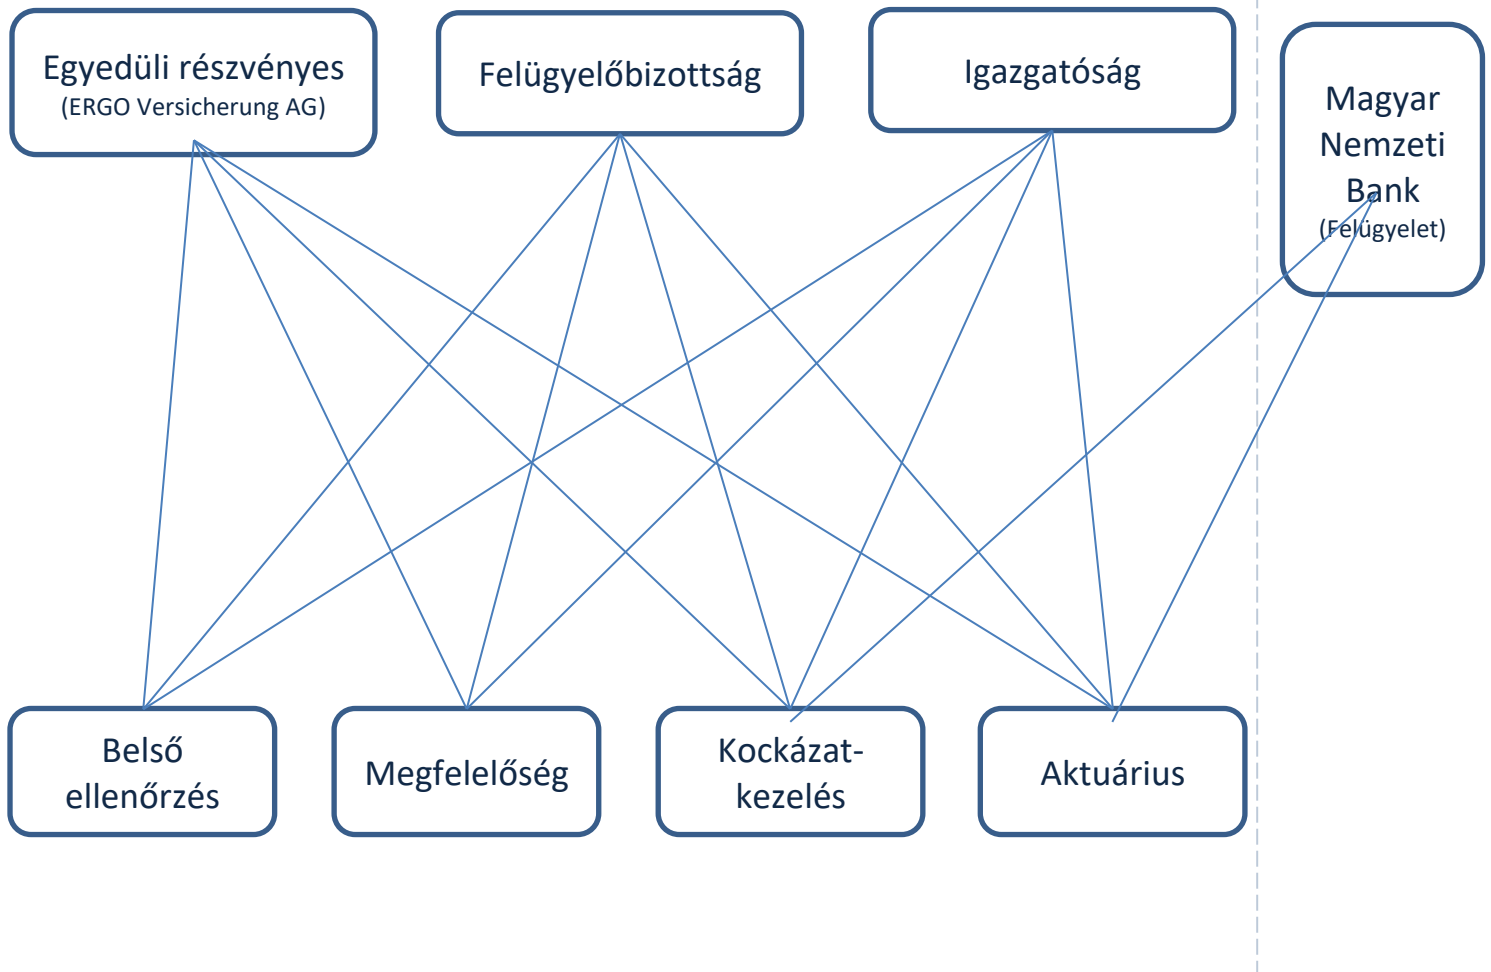 Egyedüli részvényes
(ERGO Versicherung AG)
Felügyelőbizottság
Igazgatóság
Magyar
Nemzeti
Bank
(Felügyelet)
Belső
ellenőrzés
Megfelelőség
Kockázat-
kezelés
Aktuárius